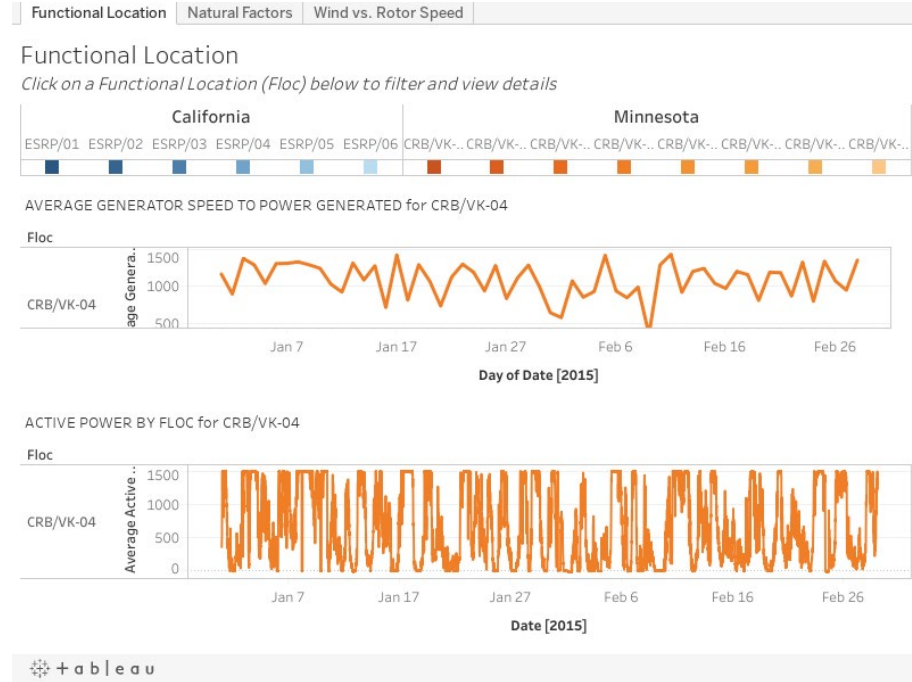 Functional Location Natural Factors Wind vs. Rotor Speed
Functional Location
Click on a Functional Location (Floc) below to filter and view details
California Minnesota
ESRP/01 ESRP/02 ESRP/03 ESRP/04 ESRP/05 ESRP/06 CRB/VK-.. CRB/VK-.. CRB/VK-.. CRB/VK-.. CRB/VK-.. CRB/VK-.. CRB/VK-.. CRB/VK-..
AVERAGE GENERATOR SPEED TO POWER GENERATED for CRB/VK-04
Floc
CRB/VK-04
age Genera..
1500
1000
500
Jan 7 Jan 17 Jan 27 Feb 6 Feb 16 Feb 26
Day of Date [2015]
ACTIVE POWER BY FLOC for CRB/VK-04
Floc
CRB/VK-04
Average Active..
1500
1000
500
0
Jan 7 Jan 17 Jan 27 Feb 6 Feb 16 Feb 26
Date [2015]
+ a b l e a u